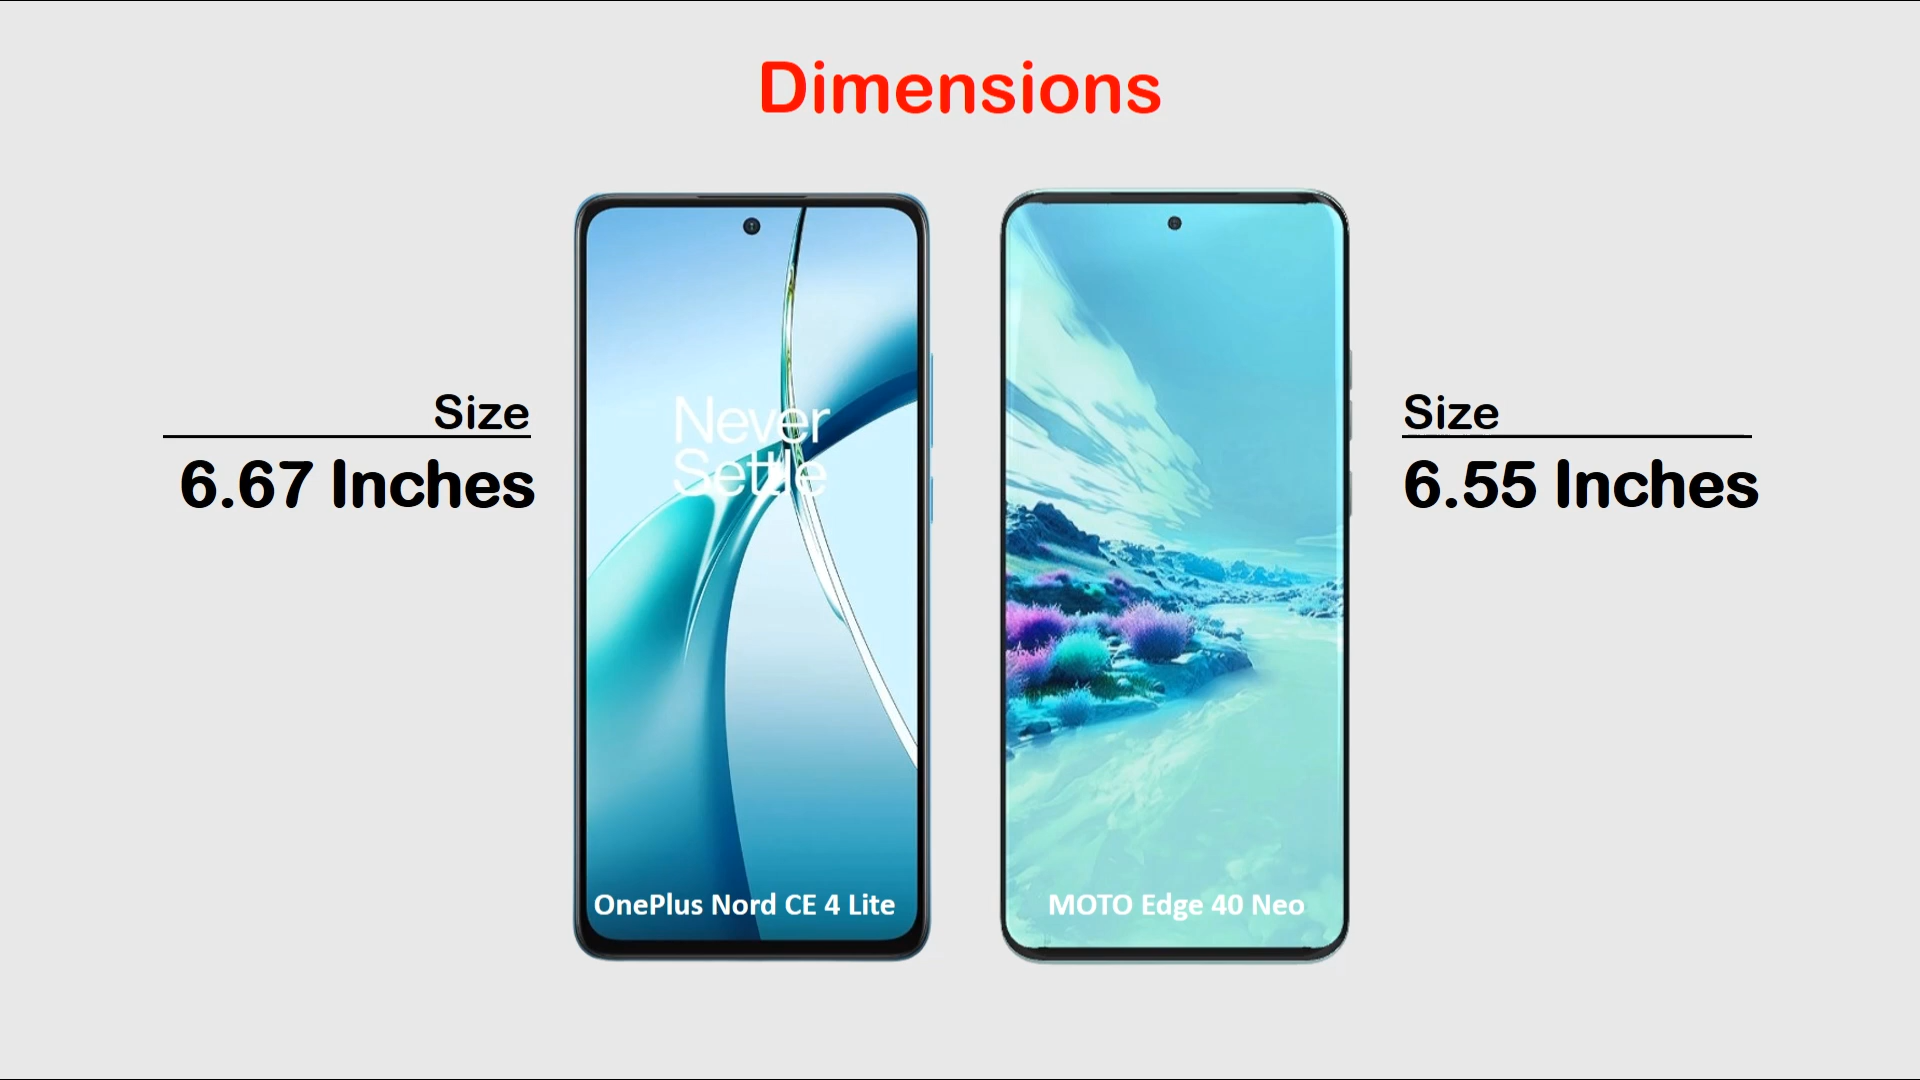 Dimensions
Size
6.67 Inches
Never
Settle
OnePlus Nord CE 4 Lite
MOTO Edge 40 Neo
Size
6.55 Inches